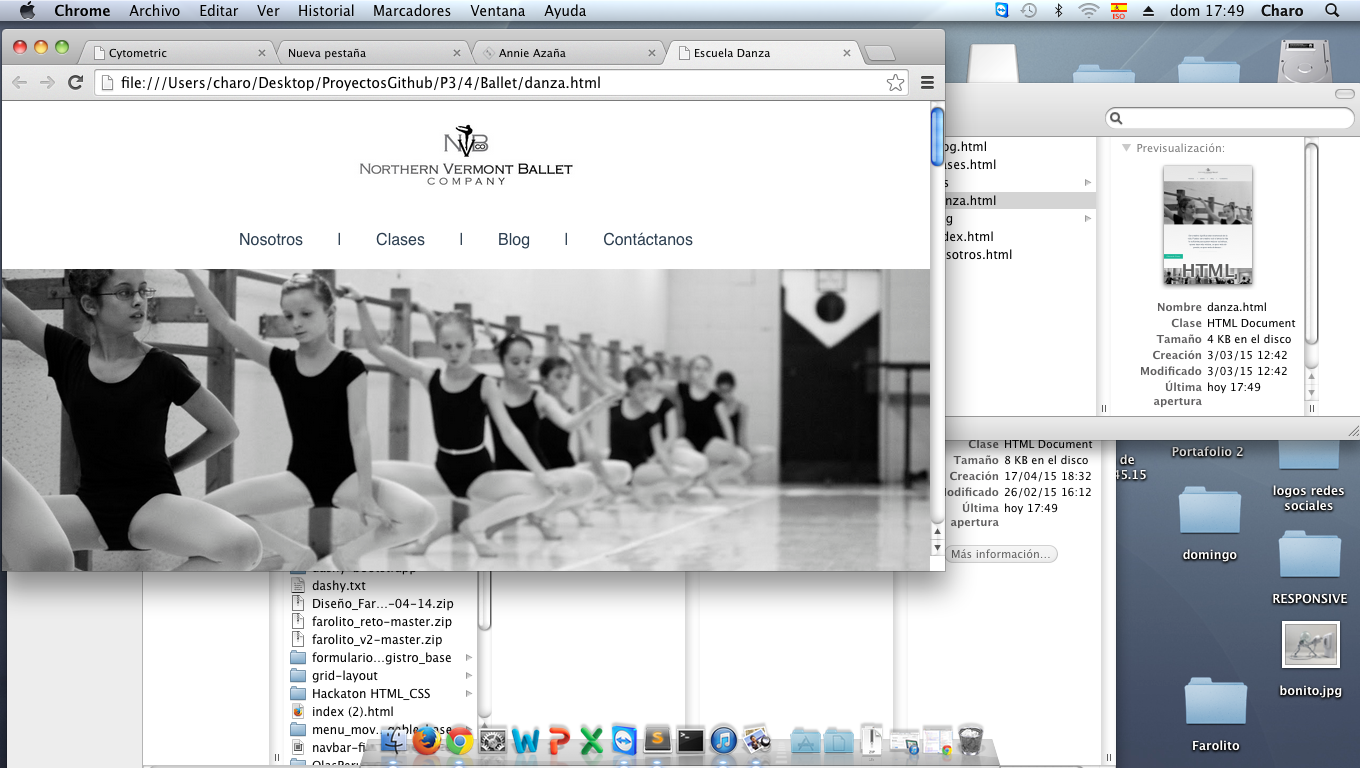 Chrome Archivo Editar Ver Historial Marcadores Ventana Ayuda ISO dom 17:49 Charo
Cytometric Nueva pestaña Annie Azaña Escuela Danza
file:///Users/charo/Desktop/ProyectosGithub/P3/4/Ballet/danza.html
NVB
CO
NORTHERN VERMONT BALLET
COMPANY
Nosotros | Clases | Blog | Contáctanos
og.html
ses.html
s
nza.html
g
dex.html
sotros.html
Previsualización:
HTML
Nombre danza.html
Clase HTML Document
Tamaño 4 KB en el disco
Creación 3/03/15 12:42
Modificado 3/03/15 12:42
Última apertura hoy 17:49
Clase HTML Document
Tamaño 8 KB en el disco
Creación 17/04/15 18:32
Modificado 26/02/15 16:12
Última apertura hoy 17:49
Más información...
de
45.15
Portafolio 2
logos redes
sociales
domingo
RESPONSIVE
bonito.jpg
Farolito
dashy.txt
Diseño_Far...-04-14.zip
farolito_reto-master.zip
farolito_v2-master.zip
formulario...gistro_base
grid-layout
Hackaton HTML_CSS
index (2).html
menu_mov...
navbar-fi